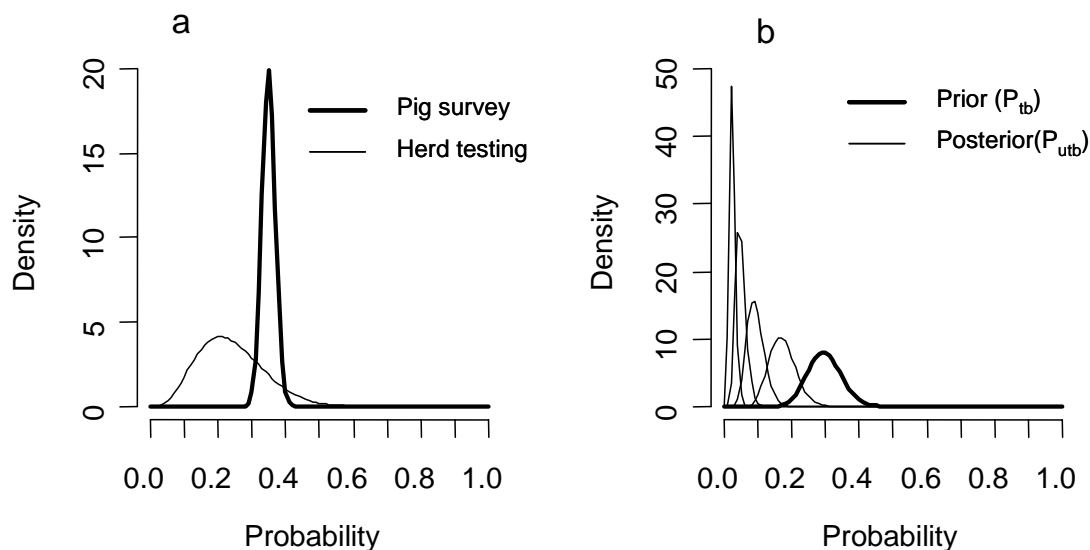 a
20
15
10
5
0
Density
Pig survey
Herd testing
0.0 0.2 0.4 0.6 0.8 1.0
Probability
b
50
40
30
20
10
0
Density
Prior (Ptb)
Posterior(Putb)
0.0 0.2 0.4 0.6 0.8 1.0
Probability